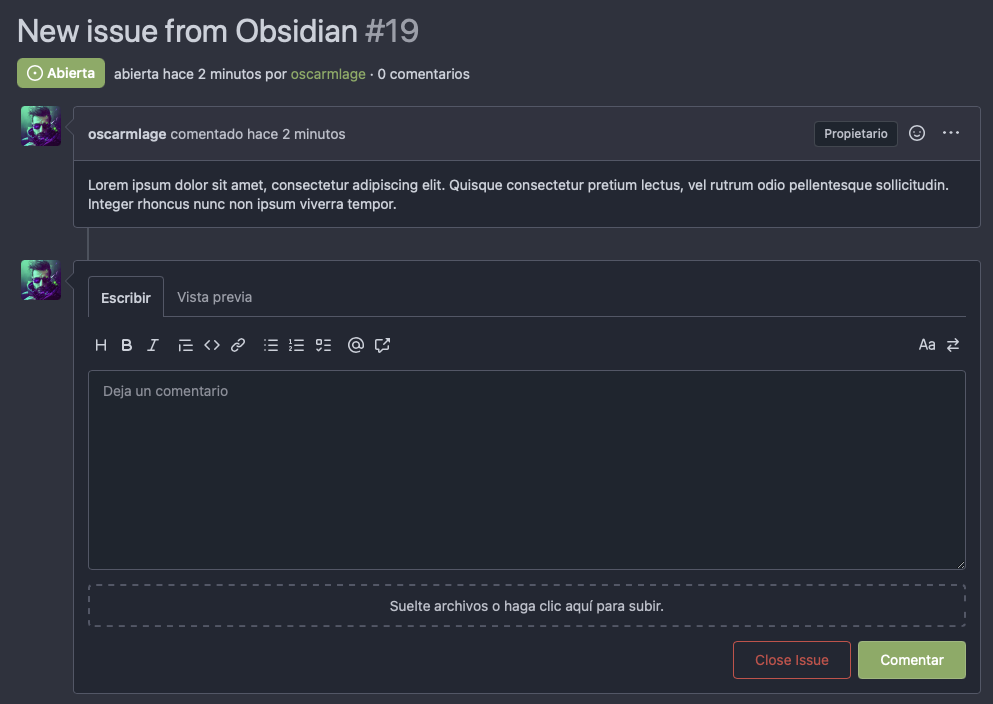 New issue from Obsidian #19
Abierta abierta hace 2 minutos por oscarmlage · 0 comentarios
oscarmlage comentado hace 2 minutos Propietario
Lorem ipsum dolor sit amet, consectetur adipiscing elit. Quisque consectetur pretium lectus, vel rutrum odio pellentesque sollicitudin.
Integer rhoncus nunc non ipsum viverra tempor.
Escribir Vista previa
H B I Aa
Deja un comentario
Suelte archivos o haga clic aquí para subir.
Close Issue Comentar